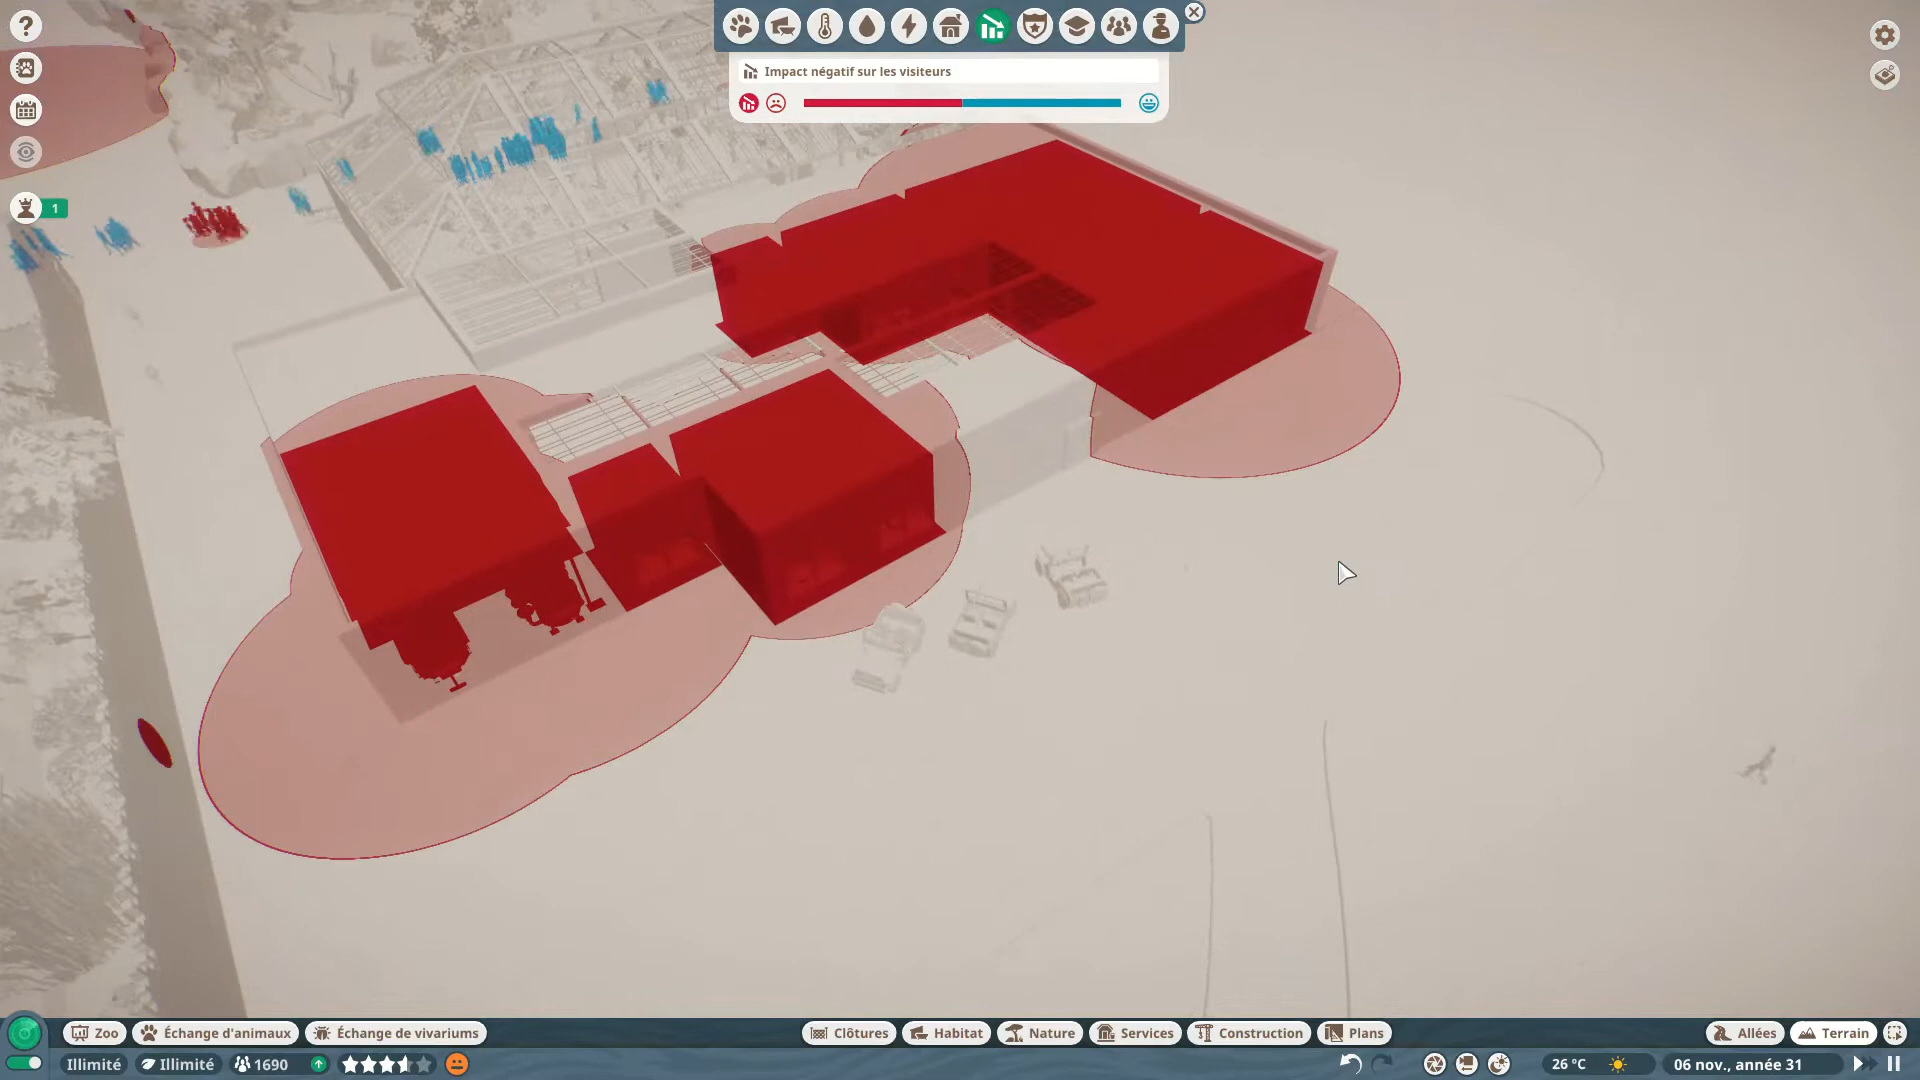 ?
Impact négatif sur les visiteurs
1
Zoo
Échange d'animaux
Échange de vivariums
Clôtures
Habitat
Nature
Services
Construction
Plans
Allées
Terrain
Illimité
Illimité
1690
26 °C
06 nov., année 31